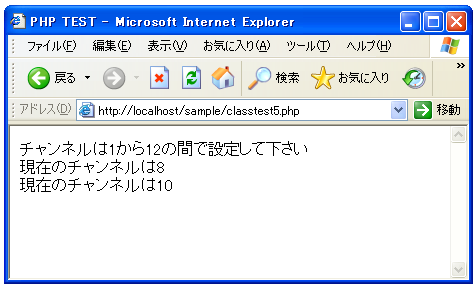 PHP TEST - Microsoft Internet Explorer
ファイル(F) 編集(E) 表示(V) お気に入り(A) ツール(T) ヘルプ(H)
戻る 検索 お気に入り
アドレス(D) http://localhost/sample/classtest5.php 移動
チャンネルは1から12の間で設定して下さい
現在のチャンネルは8
現在のチャンネルは10